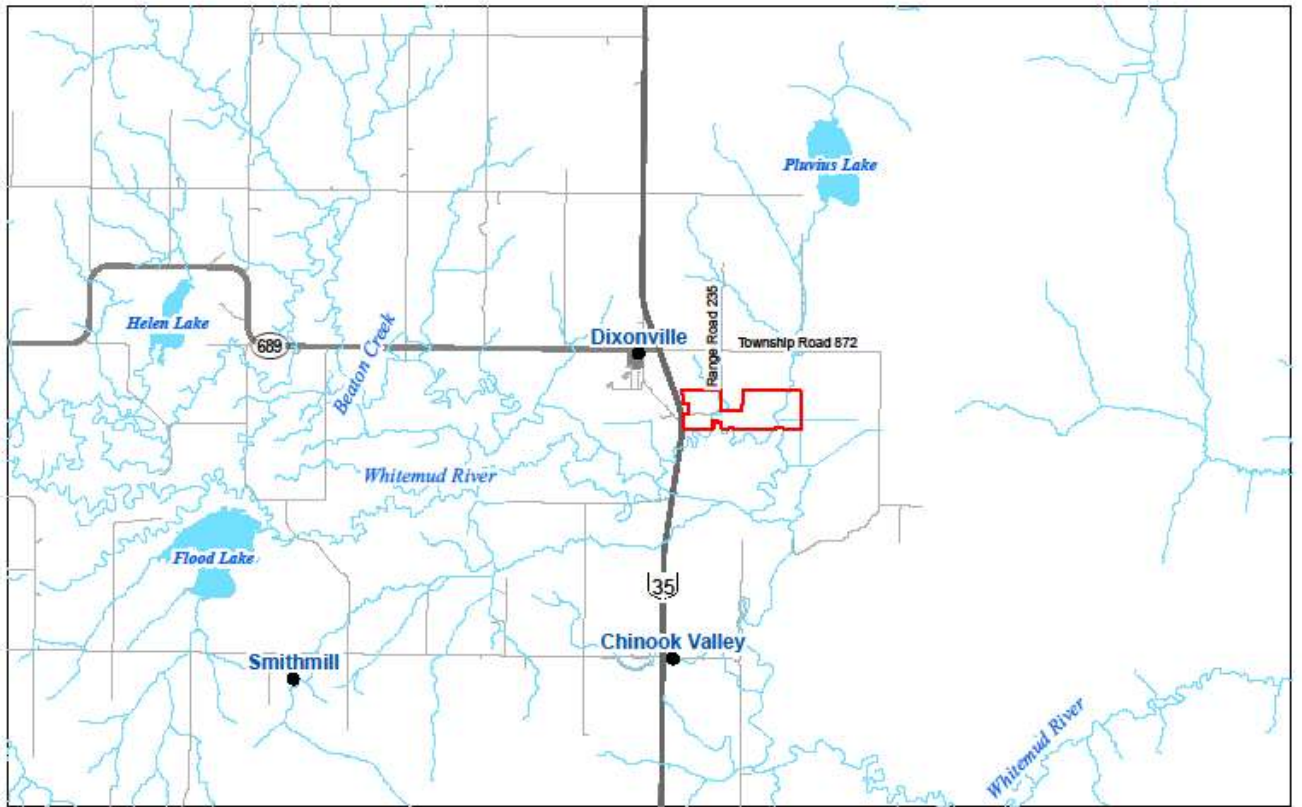 Pluvius Lake
Range Road 235
Helen Lake
Dixonville
Township Road 872
689
Beaton Creek
Whitemud River
Flood Lake
35
Chinook Valley
Smithmill
Whitemud River